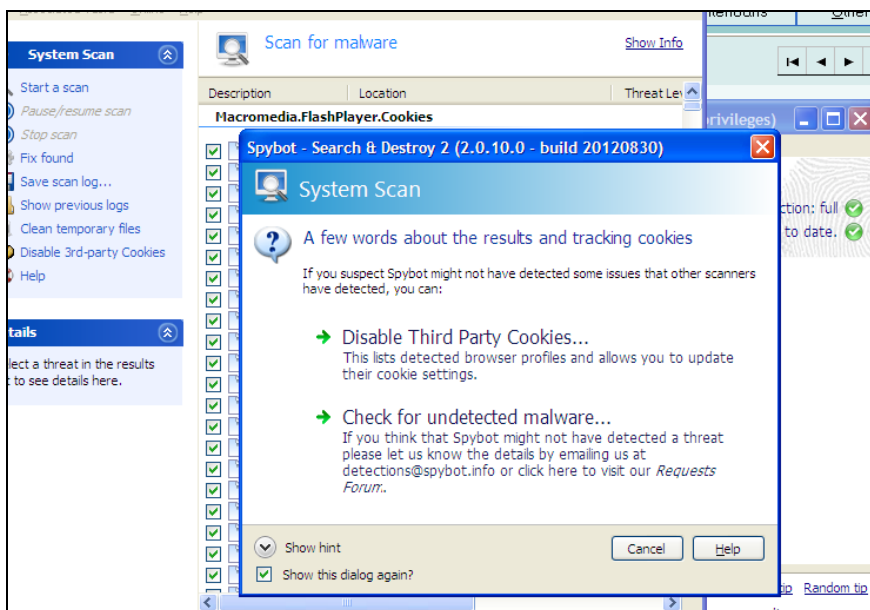 Scan for malware
Show Info
System Scan
Start a scan
Pause/resume scan
Stop scan
Fix found
Save scan log...
Show previous logs
Clean temporary files
Disable 3rd-party Cookies
Help
tails
lect a threat in the results
to see details here.
Description Location Threat Lev
Macromedia.FlashPlayer.Cookies
Spybot - Search & Destroy 2 (2.0.10.0 - build 20120830)
System Scan
A few words about the results and tracking cookies
If you suspect Spybot might not have detected some issues that other scanners
have detected, you can:
Disable Third Party Cookies...
This lists detected browser profiles and allows you to update
their cookie settings.
Check for undetected malware...
If you think that Spybot might not have detected a threat
please let us know the details by emailing us at
detections@spybot.info or click here to visit our Requests
Forum.
Show hint
Cancel Help
Show this dialog again?
rivileges)
ction: full
to date.
tip Random tip